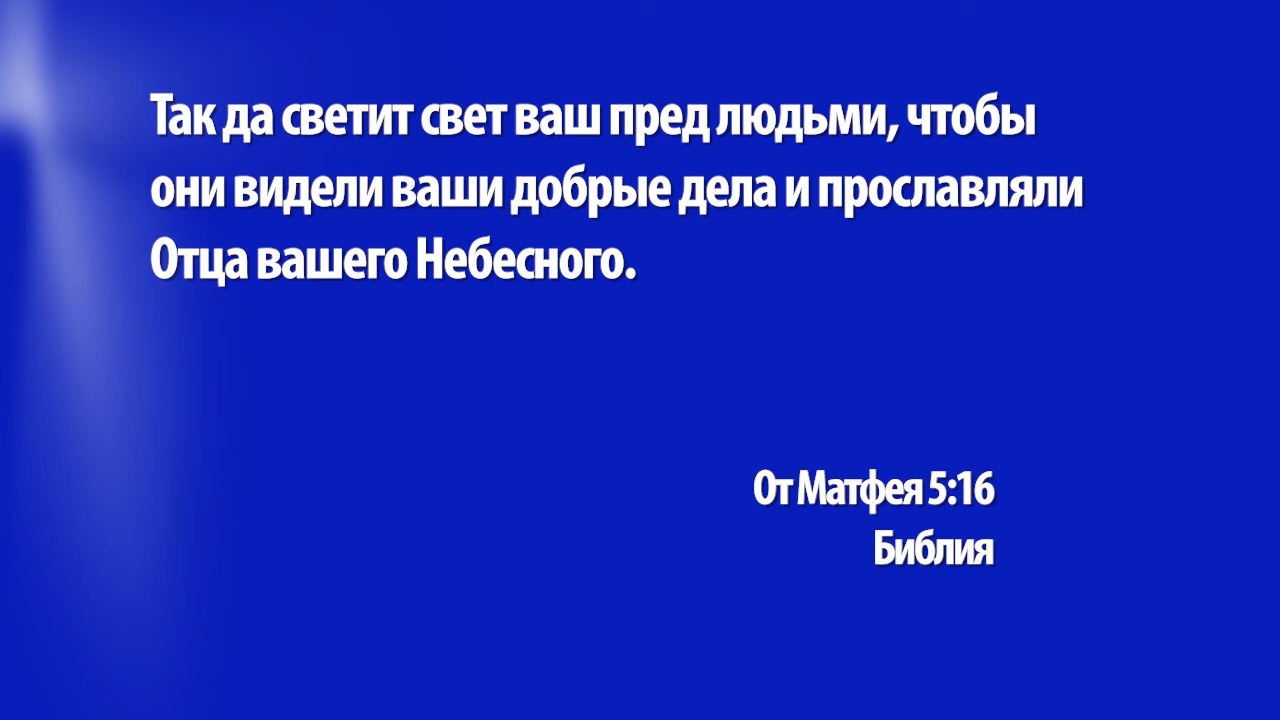 Так да светит свет ваш пред людьми, чтобы
они видели ваши добрые дела и прославляли
Отца вашего Небесного.
От Матфея 5:16
Библия